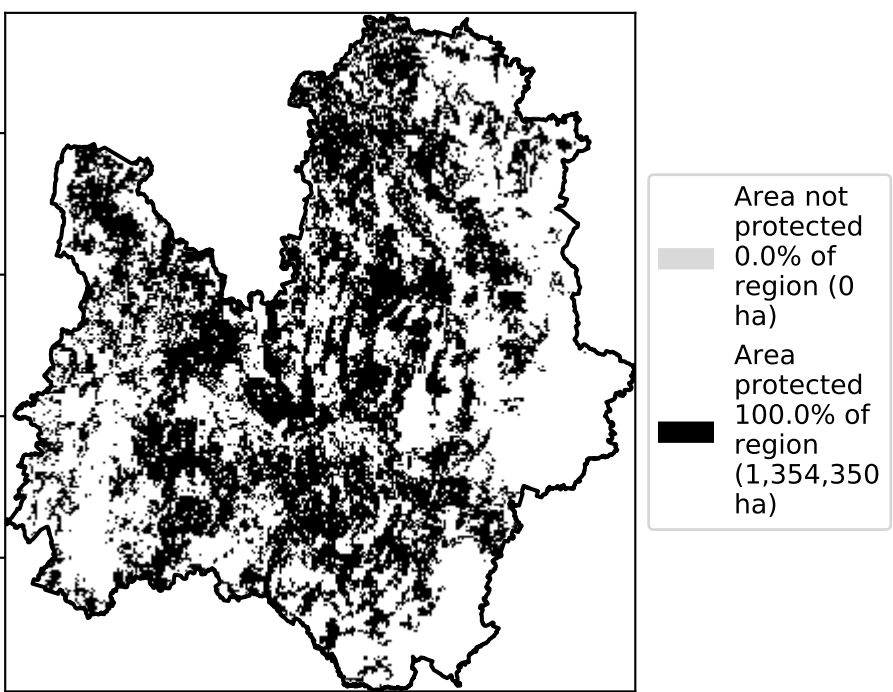 Area not
protected
0.0% of
region (0
ha)
Area
protected
100.0% of
region
(1,354,350
ha)